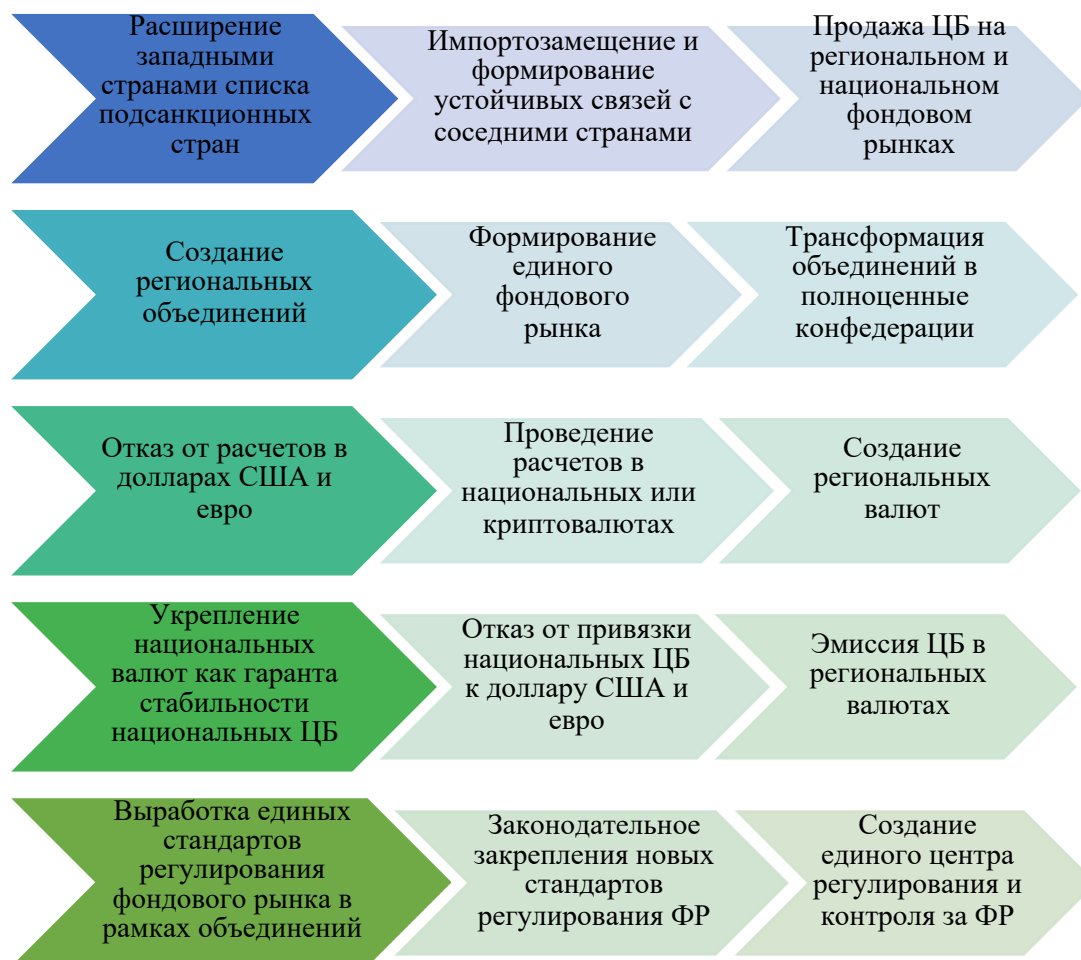 Расширение
западными
странами списка
подсанкционных
стран
Импортозамещение и
формирование
устойчивых связей с
соседними странами
Продажа ЦБ на
региональном и
национальном
фондовом
рынках
Создание
региональных
объединений
Формирование
единого
фондового
рынка
Трансформация
объединений в
полноценные
конфедерации
Отказ от расчетов в
долларах США и
евро
Проведение
расчетов в
национальных или
криптовалютах
Создание
региональных
валют
Укрепление
национальных
валют как гаранта
стабильности
национальных ЦБ
Отказ от привязки
национальных ЦБ
к доллару США и
евро
Эмиссия ЦБ в
региональных
валютах
Выработка единых
стандартов
регулирования
фондового рынка в
рамках объединений
Законодательное
закрепления новых
стандартов
регулирования ФР
Создание
единого центра
регулирования и
контроля за ФР